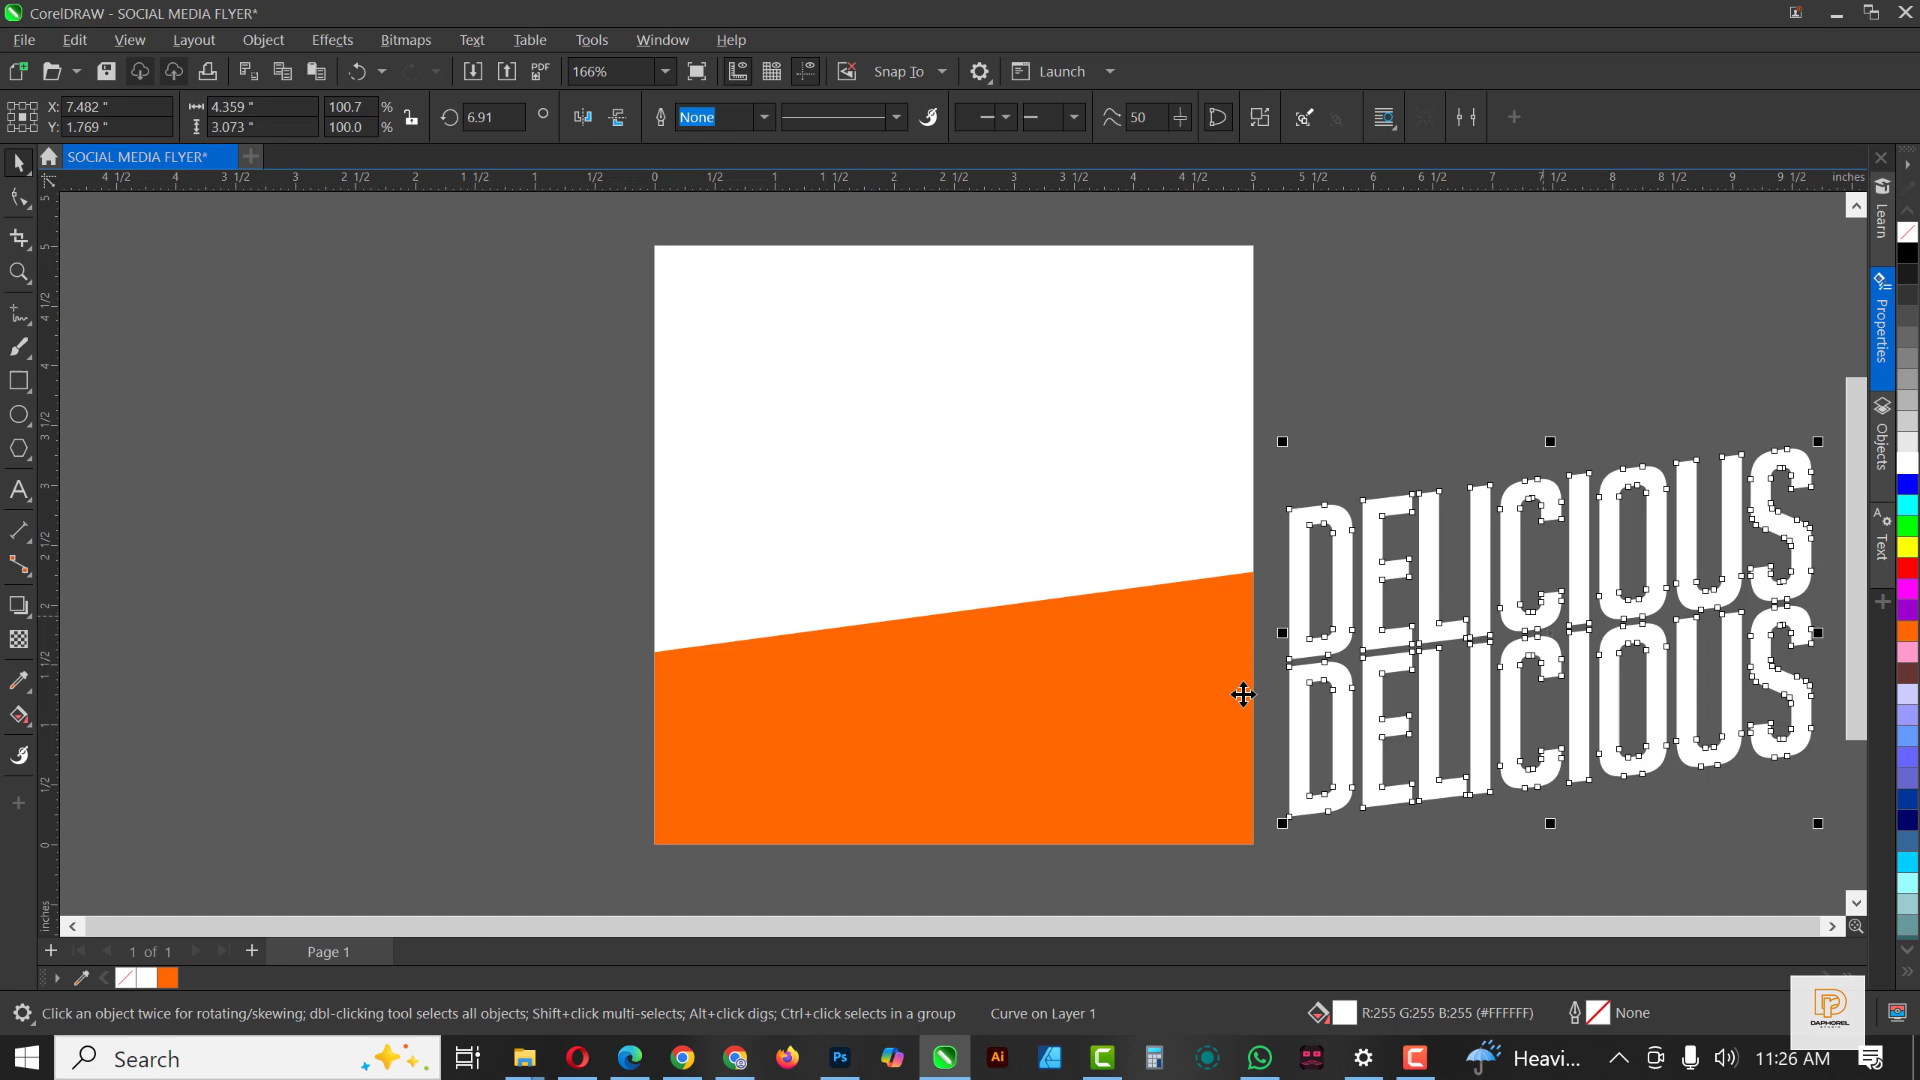 CorelDRAW - SOCIAL MEDIA FLYER*
File Edit View Layout Object Effects Bitmaps Text Table Tools Window Help
PDF 166% Snap To Launch
X: 7.482 " 4.359 " 100.7 % 6.91 None 50
Y: 1.769 " 3.073 " 100.0 %
SOCIAL MEDIA FLYER*
4 1/2 4 3 1/2 3 2 1/2 2 1 1/2 1 1/2 0 1/2 1 1 1/2 2 2 1/2 3 3 1/2 4 4 1/2 5 5 1/2 6 6 1/2 7 7 1/2 8 8 1/2 9 9 1/2 inches
Learn
Properties
Objects
Text
DELICIOUS
DELICIOUS
inches
1 of 1 Page 1
Click an object twice for rotating/skewing; dbl-clicking tool selects all objects; Shift+click multi-selects; Alt+click digs; Ctrl+click selects in a group Curve on Layer 1 R:255 G:255 B:255 (#FFFFFF) None
DAPHOREL
Search Ps Ai Heavi... 11:26 AM